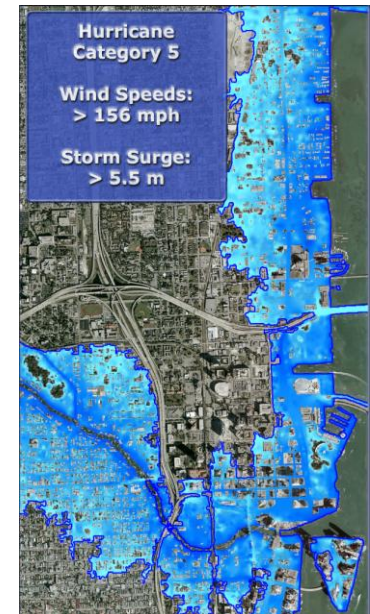 Hurricane
Category 5
Wind Speeds:
> 156 mph
Storm Surge:
> 5.5 m